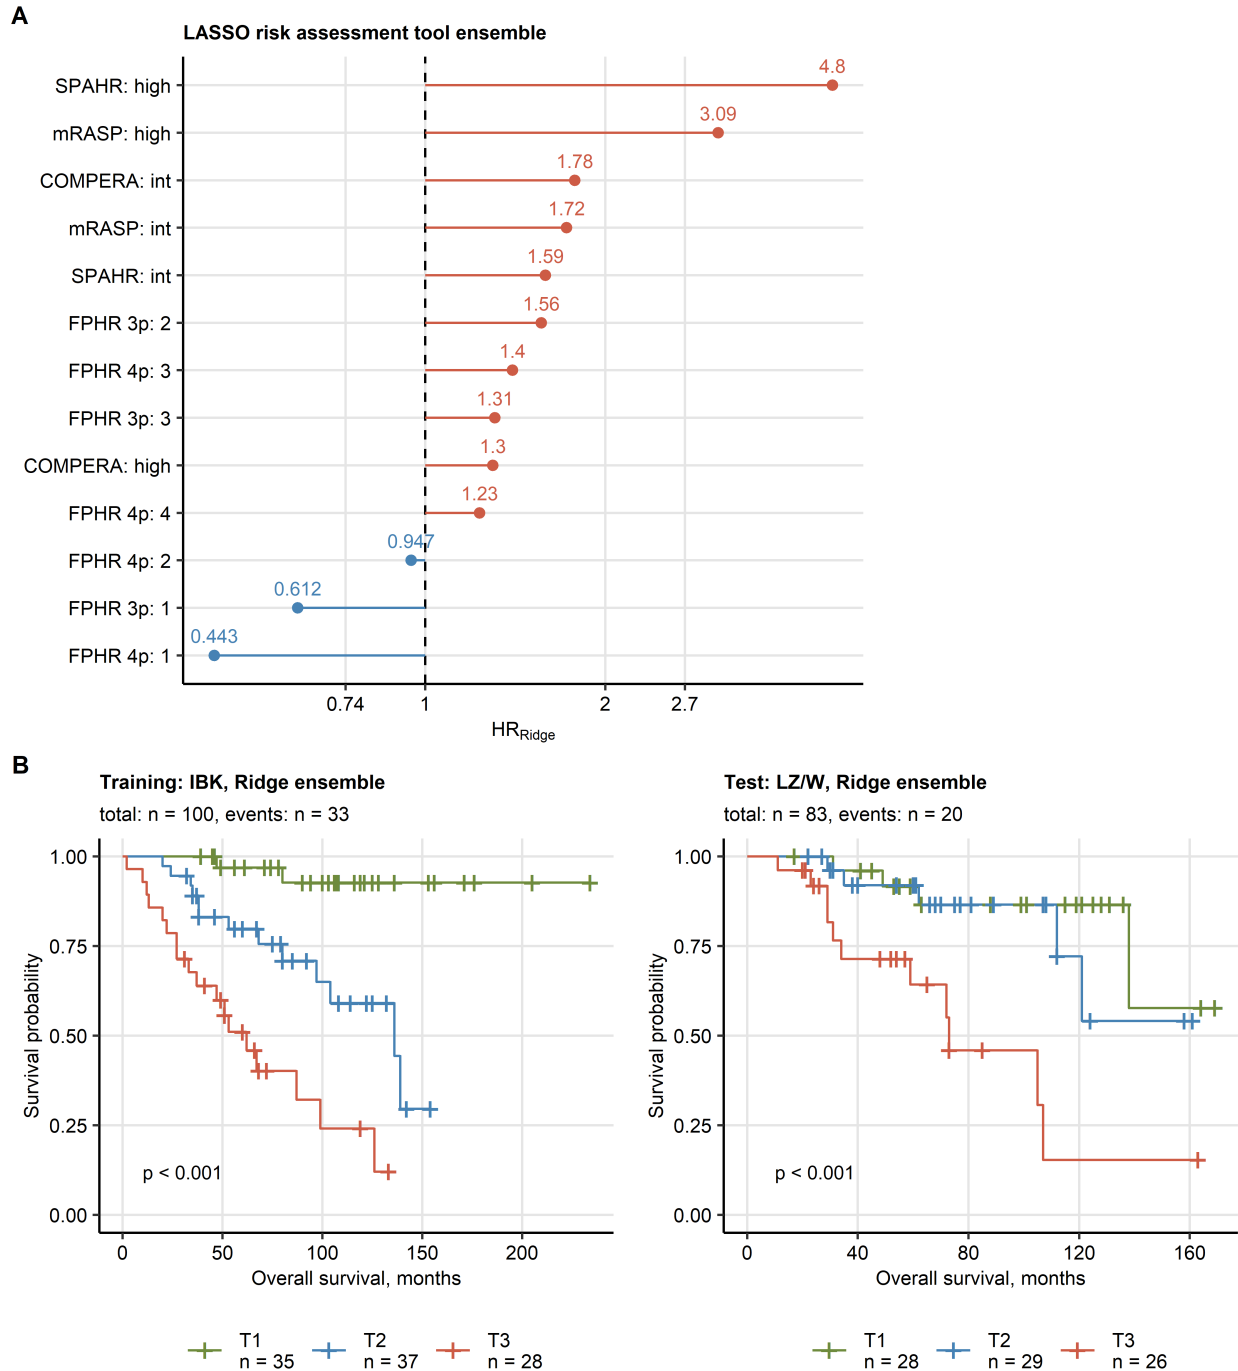 A
LASSO risk assessment tool ensemble
SPAHR: high
4.8
mRASP: high
3.09
COMPERA: int
1.78
mRASP: int
1.72
SPAHR: int
1.59
FPHR 3p: 2
1.56
FPHR 4p: 3
1.4
FPHR 3p: 3
1.31
COMPERA: high
1.3
FPHR 4p: 4
1.23
FPHR 4p: 2
0.947
FPHR 3p: 1
0.612
FPHR 4p: 1
0.443
0.74 1 2 2.7
HRRidge
B
Training: IBK, Ridge ensemble
total: n = 100, events: n = 33
Survival probability
1.00
0.75
0.50
0.25
0.00
p < 0.001
0 50 100 150 200
Overall survival, months
T1 T2 T3
n = 35 n = 37 n = 28
Test: LZ/W, Ridge ensemble
total: n = 83, events: n = 20
Survival probability
1.00
0.75
0.50
0.25
0.00
p < 0.001
0 40 80 120 160
Overall survival, months
T1 T2 T3
n = 28 n = 29 n = 26